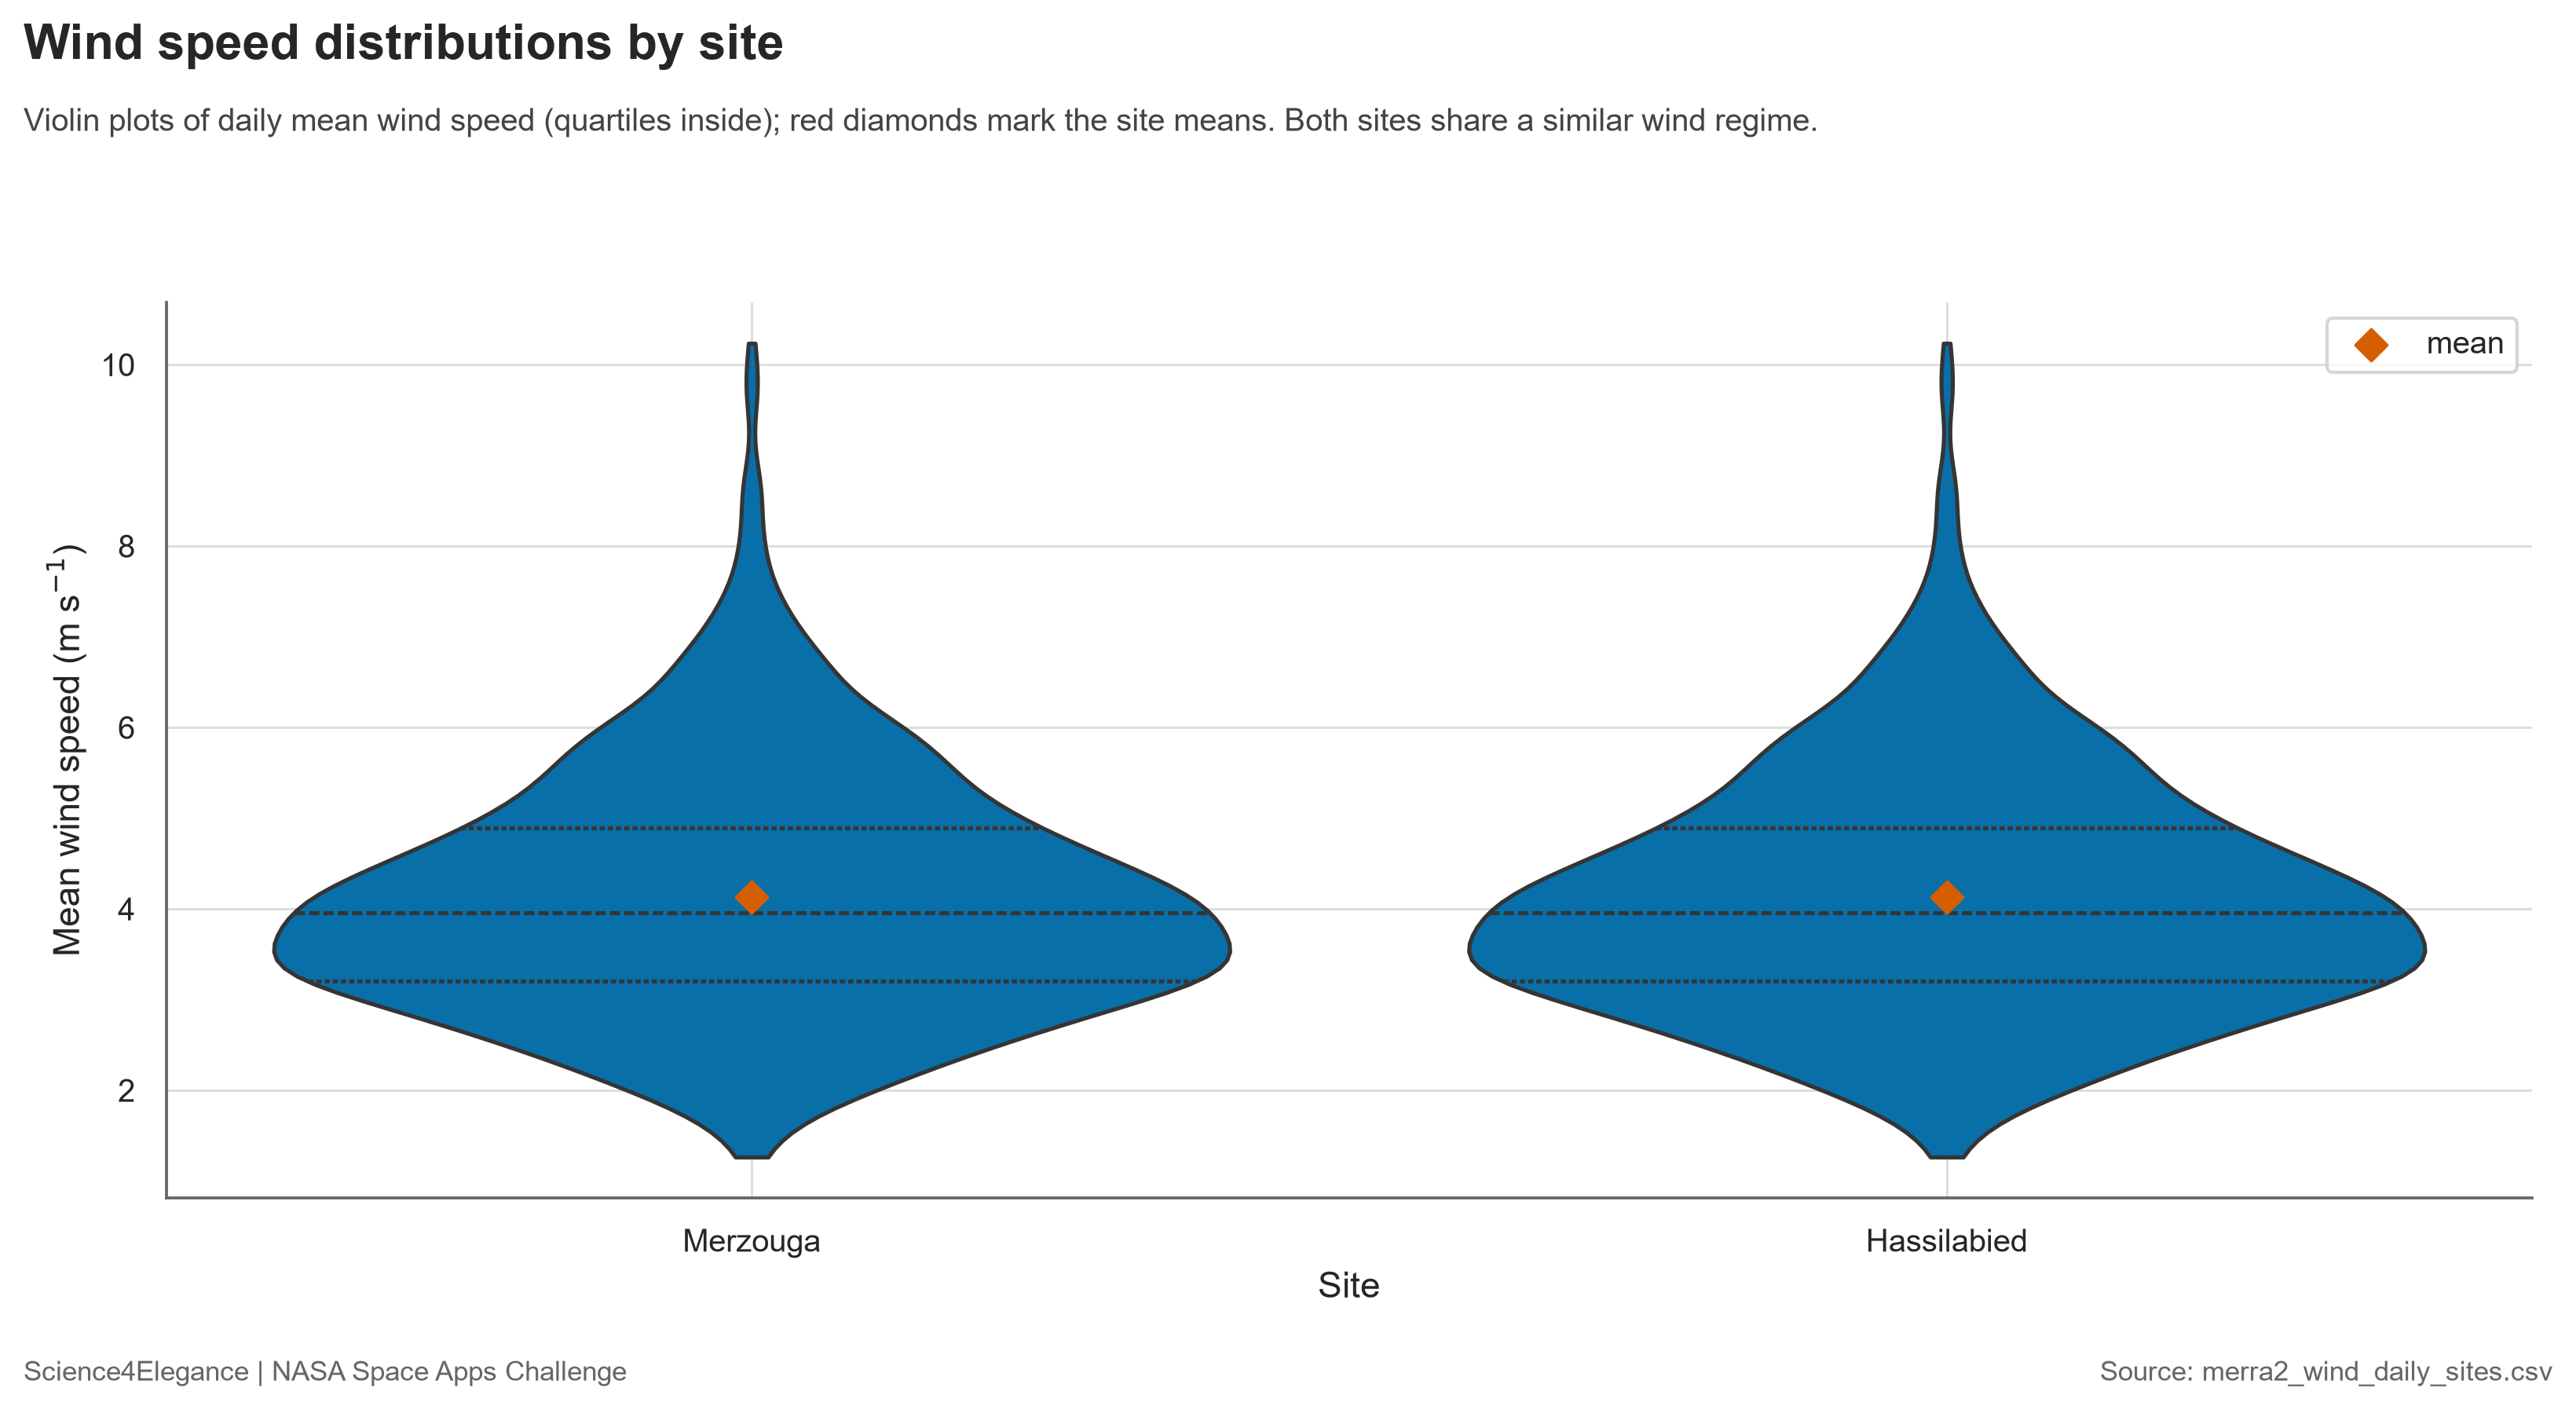 Wind speed distributions by site
Violin plots of daily mean wind speed (quartiles inside); red diamonds mark the site means. Both sites share a similar wind regime.
mean
10
8
6
4
2
Mean wind speed (m s⁻¹)
Merzouga
Hassilabied
Site
Science4Elegance | NASA Space Apps Challenge
Source: merra2_wind_daily_sites.csv